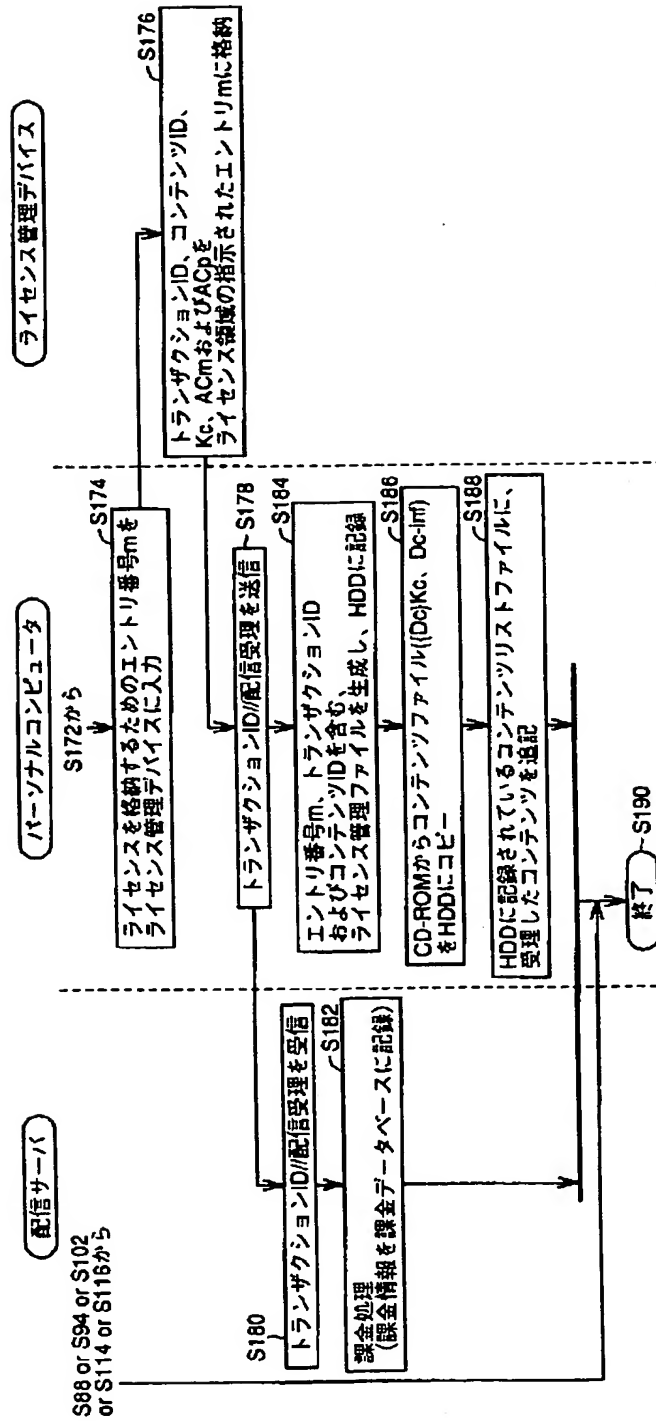 配信サーバ
パーソナルコンピュータ
ライセンス管理デバイス
S88 or S94 or S102
or S114 or S116から
S172から
S174
ライセンスを格納するためのエントリ番号mを
ライセンス管理デバイスに入力
S176
トランザクションID、コンテンツID、
Kc、ACmおよびACpを
ライセンス領域の指示されたエントリmに格納
S178
トランザクションID//配信受理を送信
S180
トランザクションID//配信受理を受信
S182
課金処理
(課金情報を課金データベースに記録)
S184
エントリ番号m、トランザクションID
およびコンテンツIDを含む、
ライセンス管理ファイルを生成し、HDDに記録
S186
CD-ROMからコンテンツファイル({Dc}Kc、Dc-Inf)
をHDDにコピー
S188
HDDに記録されているコンテンツリストファイルに、
受理したコンテンツを追記
終了
S190